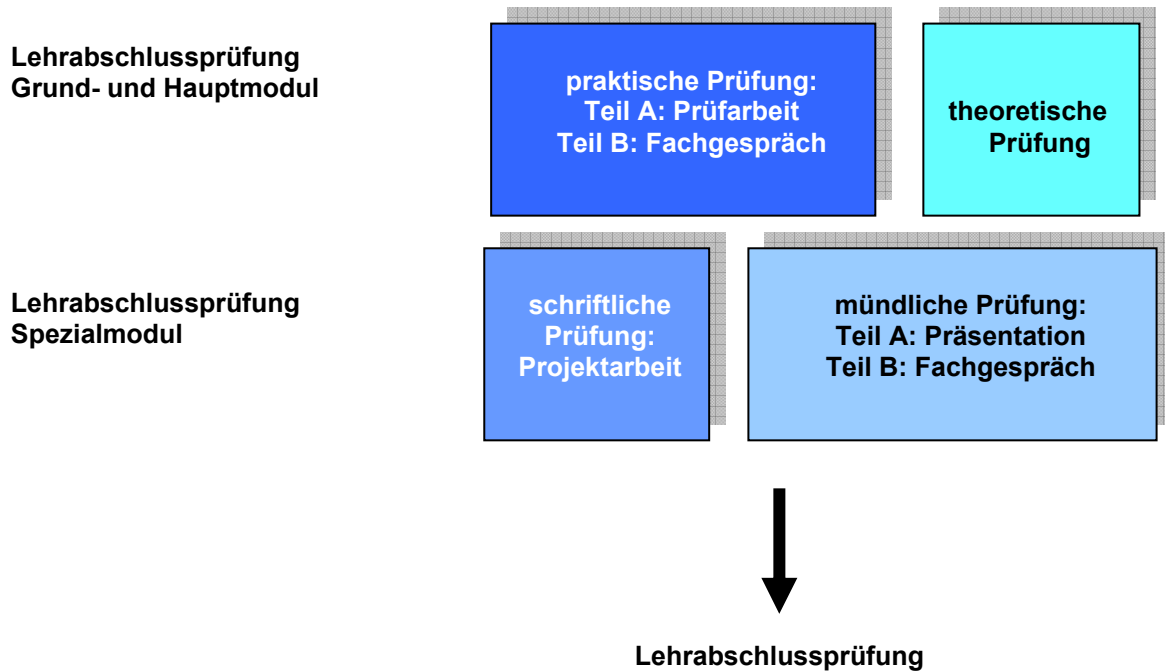 Lehrabschlussprüfung
Grund- und Hauptmodul
praktische Prüfung:
Teil A: Prüfarbeit
Teil B: Fachgespräch
theoretische
Prüfung
Lehrabschlussprüfung
Spezialmodul
schriftliche
Prüfung:
Projektarbeit
mündliche Prüfung:
Teil A: Präsentation
Teil B: Fachgespräch
Lehrabschlussprüfung